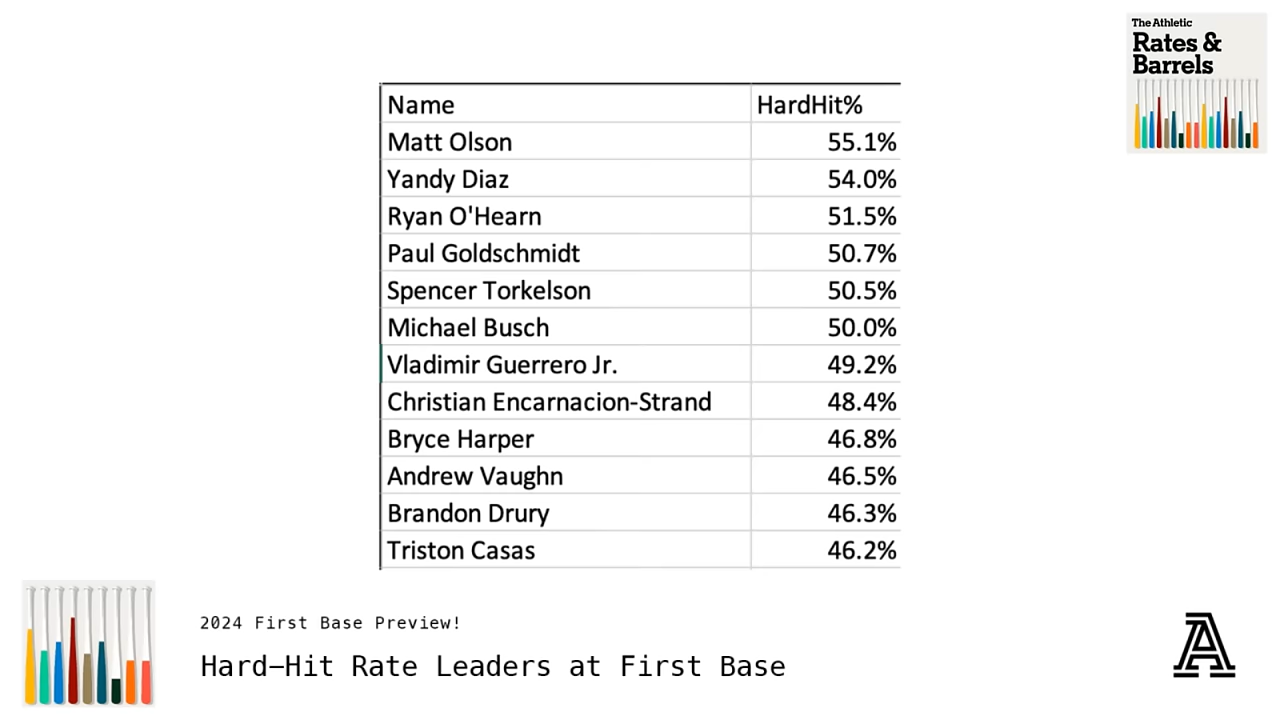 The Athletic
Rates &
Barrels
Name HardHit%
Matt Olson 55.1%
Yandy Diaz 54.0%
Ryan O'Hearn 51.5%
Paul Goldschmidt 50.7%
Spencer Torkelson 50.5%
Michael Busch 50.0%
Vladimir Guerrero Jr. 49.2%
Christian Encarnacion-Strand 48.4%
Bryce Harper 46.8%
Andrew Vaughn 46.5%
Brandon Drury 46.3%
Triston Casas 46.2%
2024 First Base Preview!
Hard–Hit Rate Leaders at First Base
A